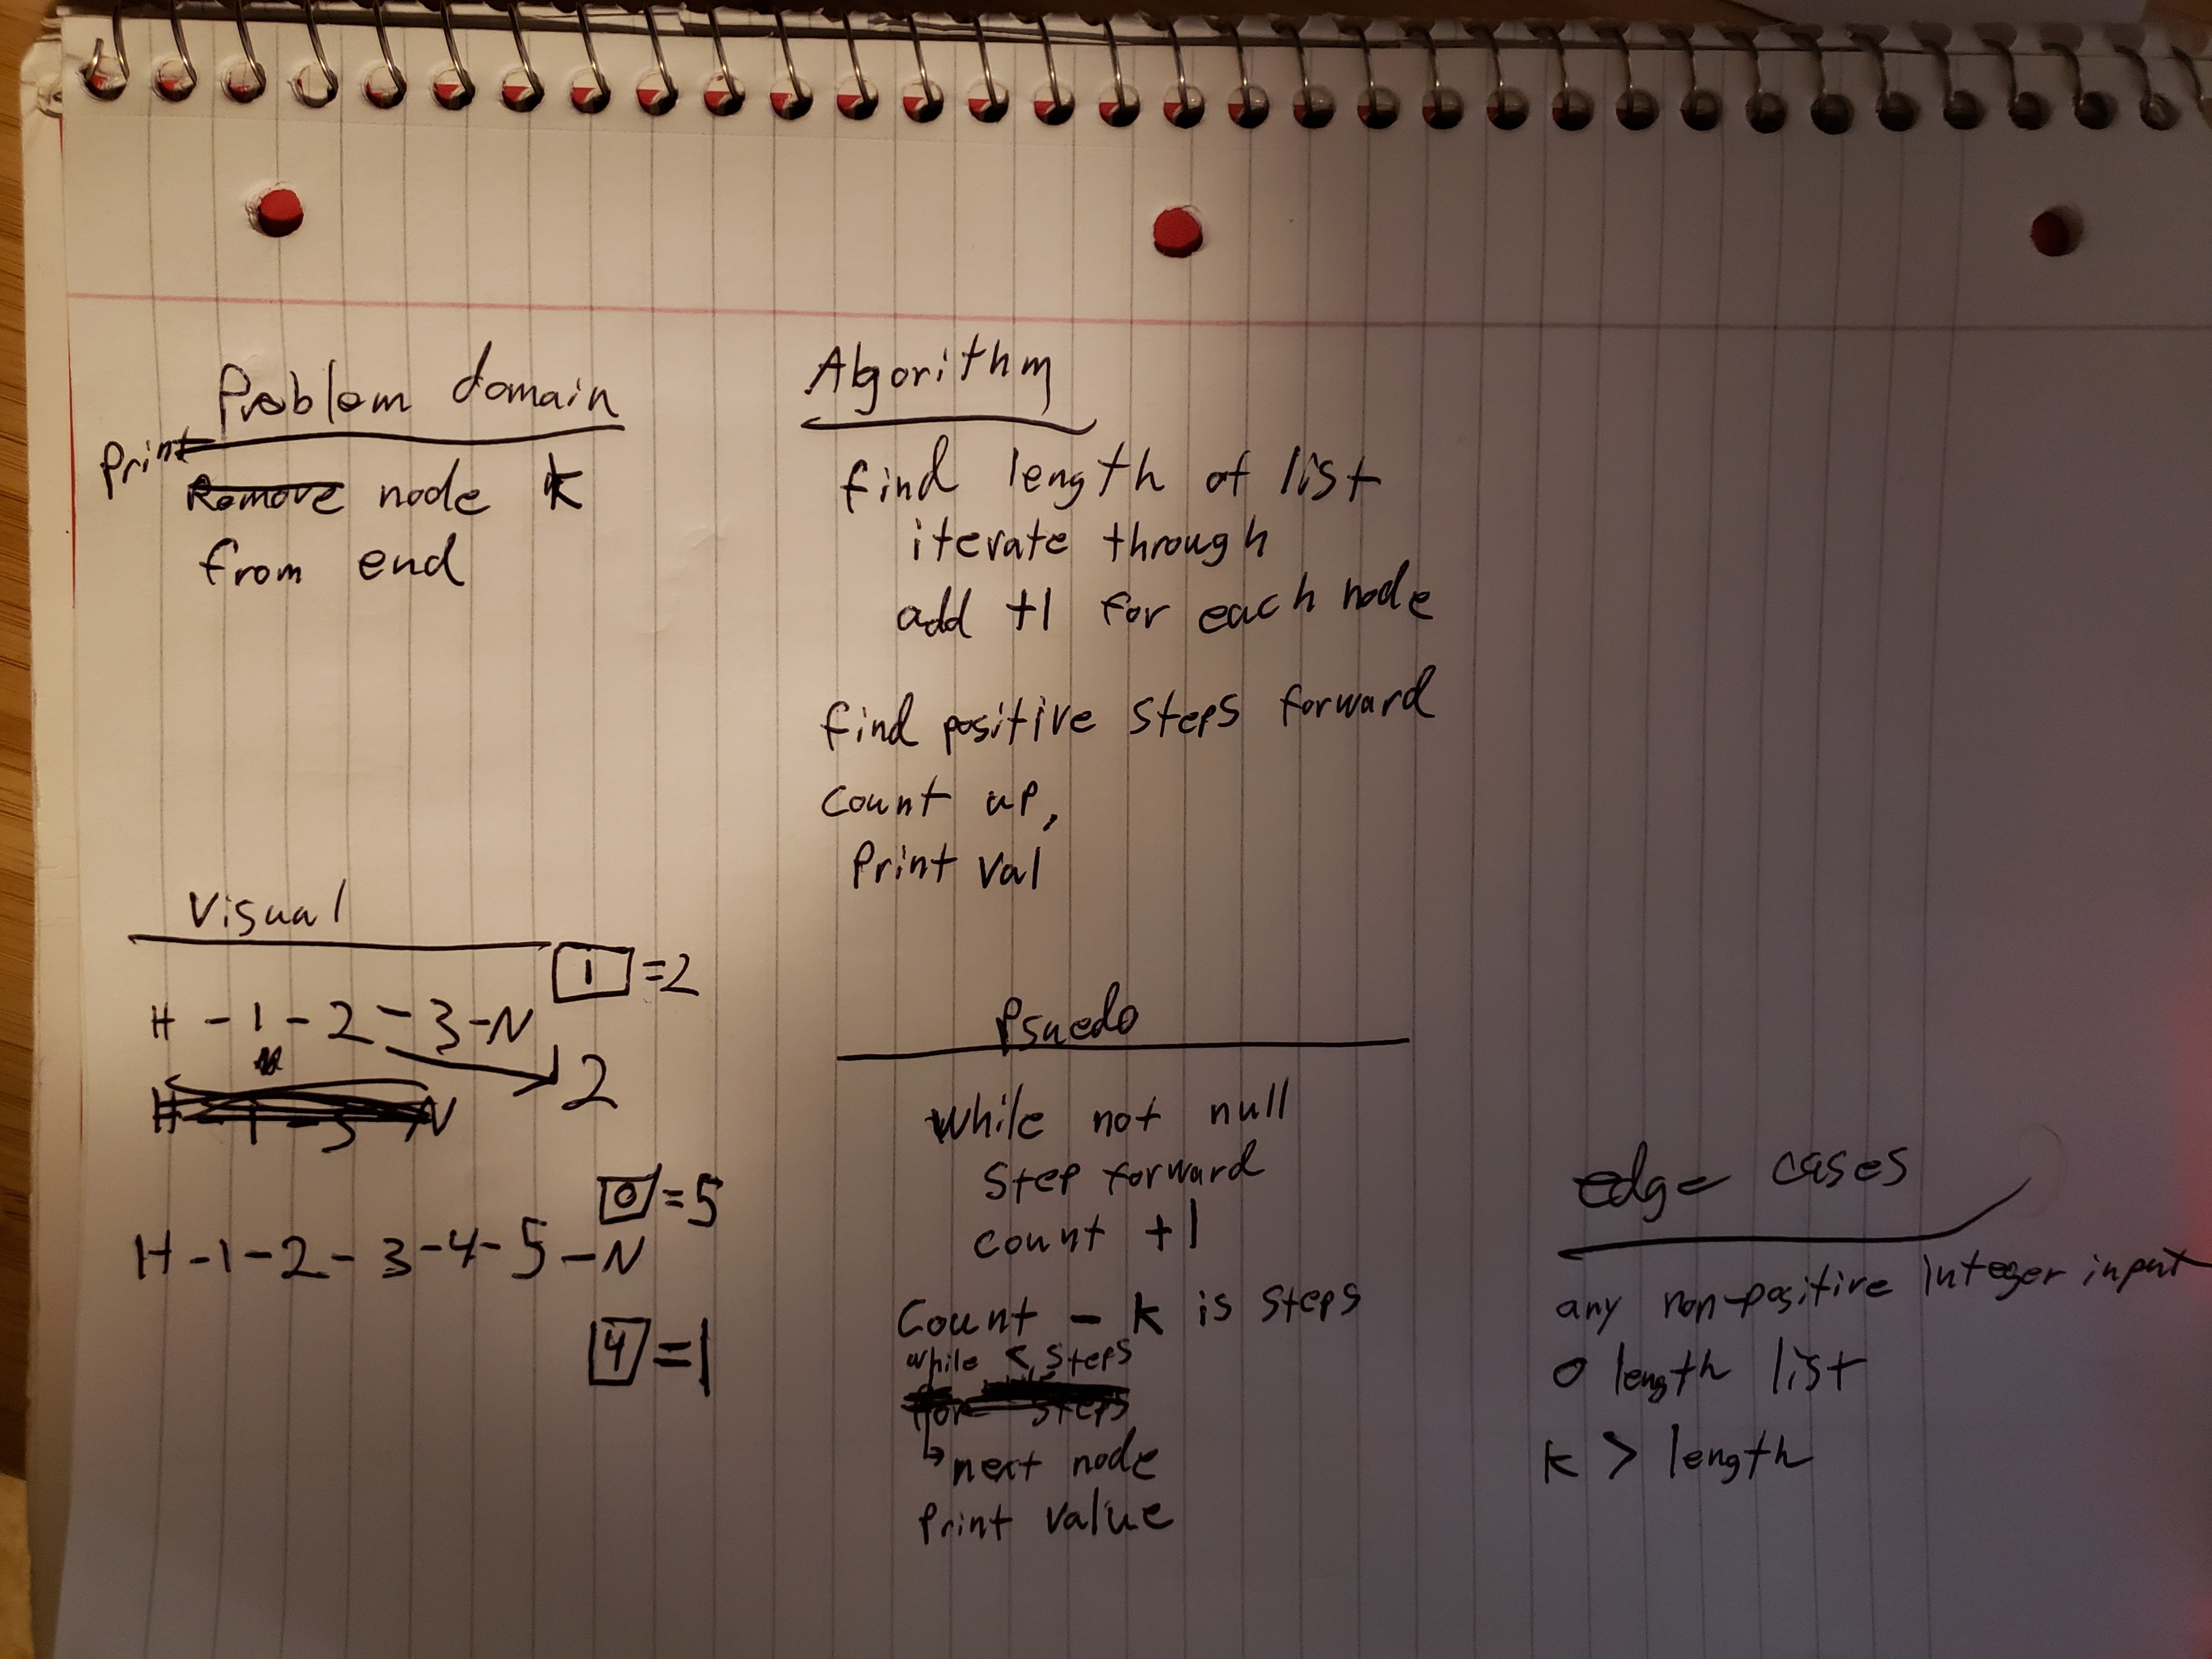 Problem domain
Print
Remove node k
from end
Visual
1 = 2
H - 1 - 2 - 3 - N
2
H - 1 - 3 N
0 = 5
H - 1 - 2 - 3 - 4 - 5 - N
4 = 1
Algorithm
find length of list
iterate through
add +1 for each node
find positive steps forward
count up,
Print val
Psuedo
While not null
Step forward
count +1
Count - k is steps
while < steps
for steps
next node
Print value
edge cases
any non-positive integer input
0 length list
k > length